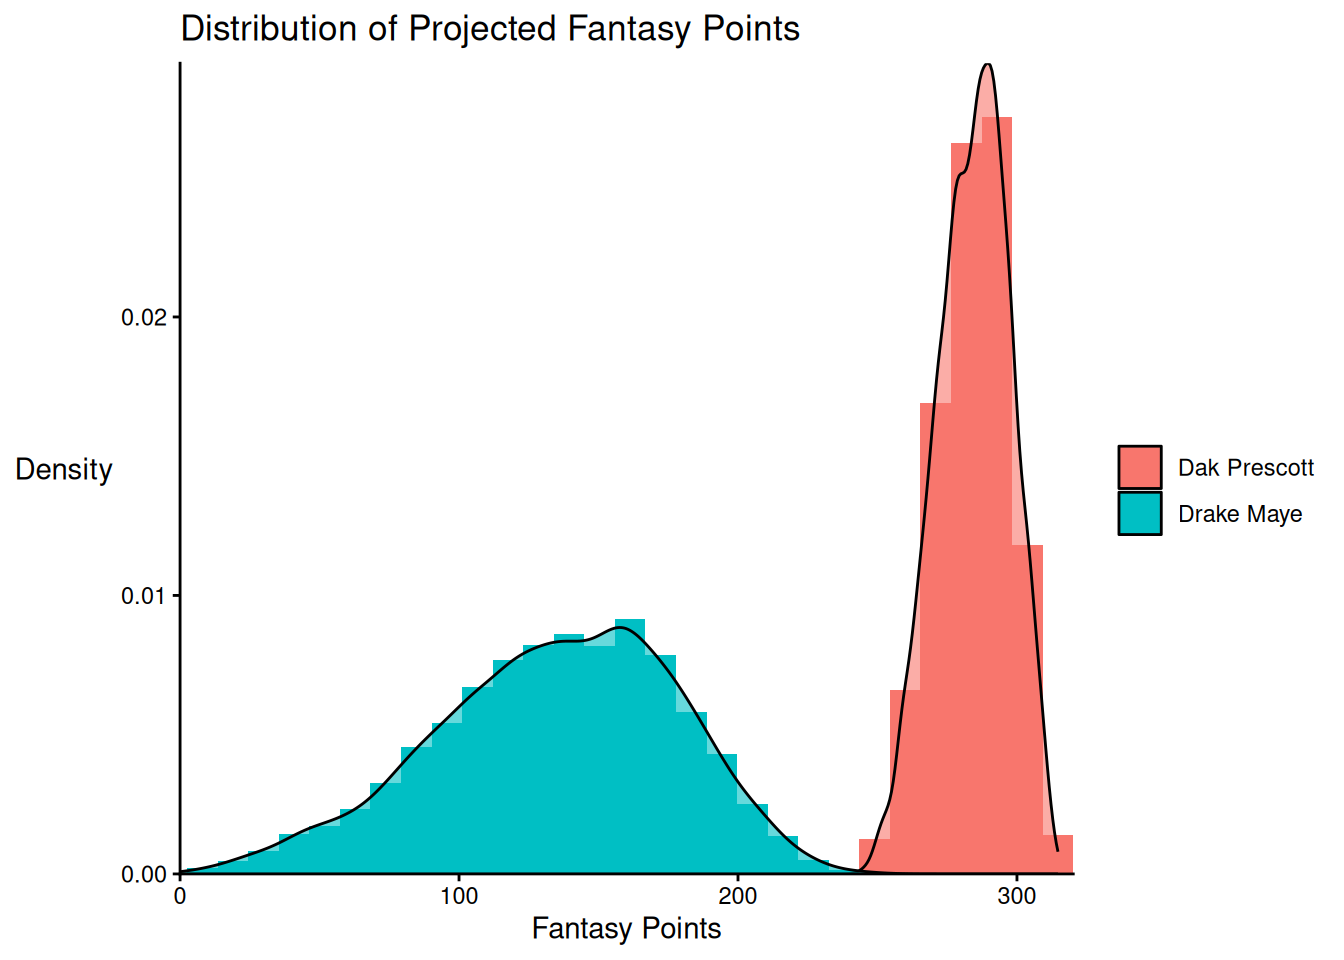 Distribution of Projected Fantasy Points
Density
0.02
0.01
0.00
0
100
200
300
Fantasy Points
Dak Prescott
Drake Maye